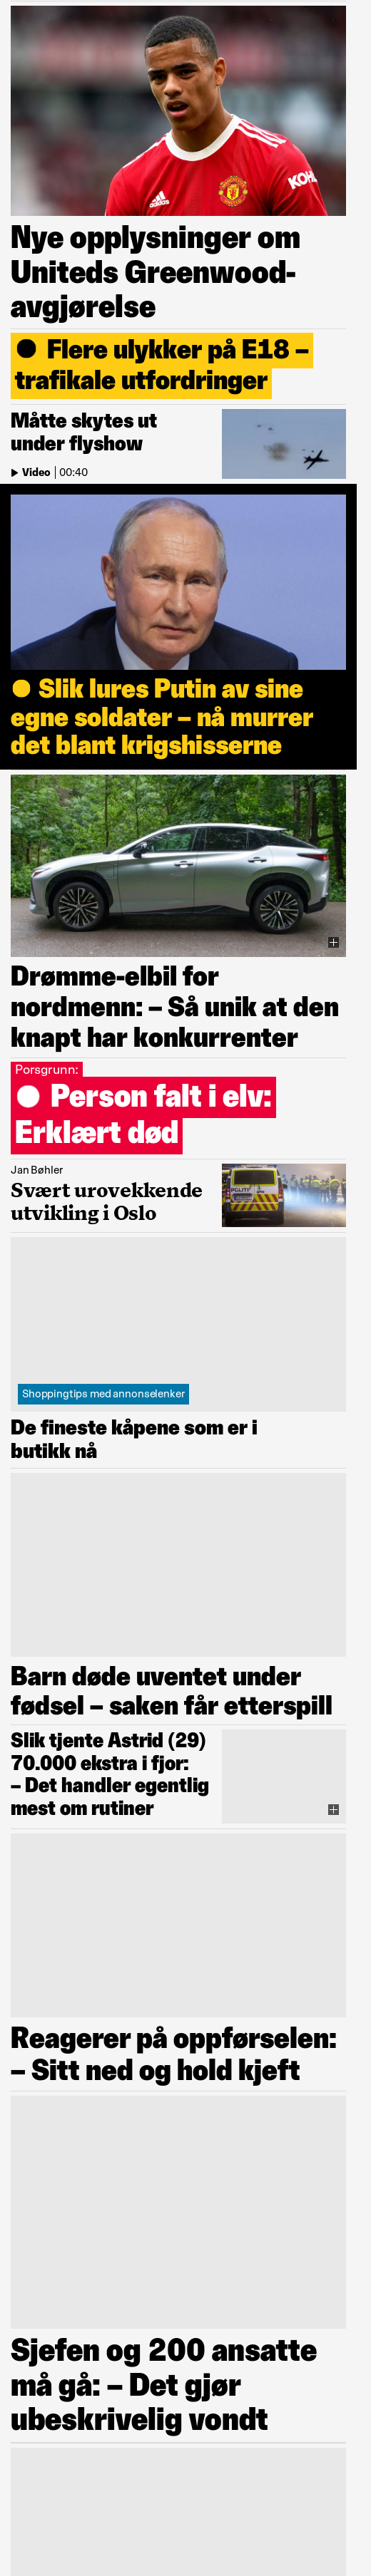 KOHL
Nye opplysninger om
Uniteds Greenwood-
avgjørelse
Flere ulykker på E18 –
trafikale utfordringer
Måtte skytes ut
under flyshow
Video | 00:40
Slik lures Putin av sine
egne soldater – nå murrer
det blant krigshisserne
Drømme-elbil for
nordmenn: – Så unik at den
knapt har konkurrenter
Porsgrunn:
Person falt i elv:
Erklært død
Jan Bøhler
Svært urovekkende
utvikling i Oslo
POLITI
Shoppingtips med annonselenker
De fineste kåpene som er i
butikk nå
Barn døde uventet under
fødsel – saken får etterspill
Slik tjente Astrid (29)
70.000 ekstra i fjor:
– Det handler egentlig
mest om rutiner
Reagerer på oppførselen:
– Sitt ned og hold kjeft
Sjefen og 200 ansatte
må gå: – Det gjør
ubeskrivelig vondt